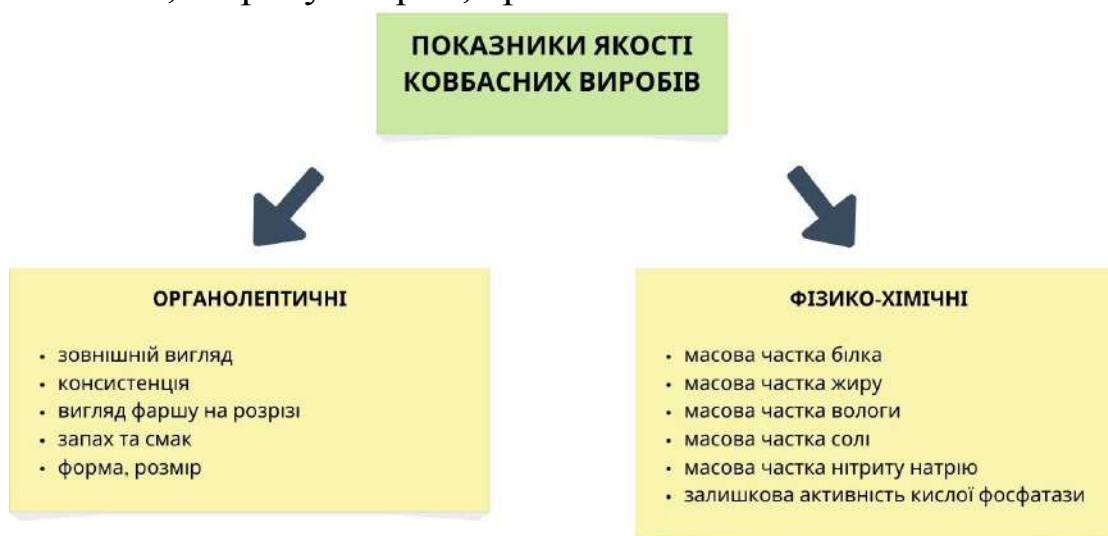 ПОКАЗНИКИ ЯКОСТІ
КОВБАСНИХ ВИРОБІВ
ОРГАНОЛЕПТИЧНІ
• зовнішній вигляд
• консистенція
• вигляд фаршу на розрізі
• запах та смак
• форма, розмір
ФІЗИКО-ХІМІЧНІ
• масова частка білка
• масова частка жиру
• масова частка вологи
• масова частка солі
• масова частка нітриту натрію
• залишкова активність кислої фосфатази